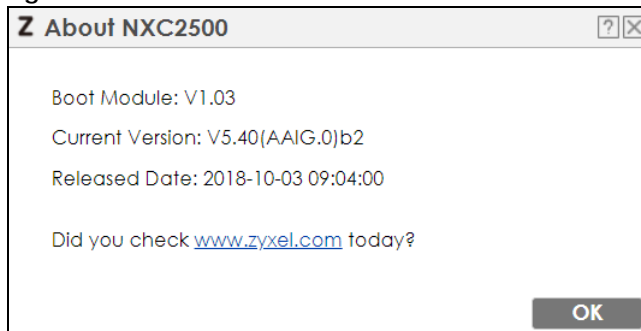 Z About NXC2500
? X
Boot Module: V1.03
Current Version: V5.40(AAIG.0)b2
Released Date: 2018-10-03 09:04:00
Did you check www.zyxel.com today?
OK